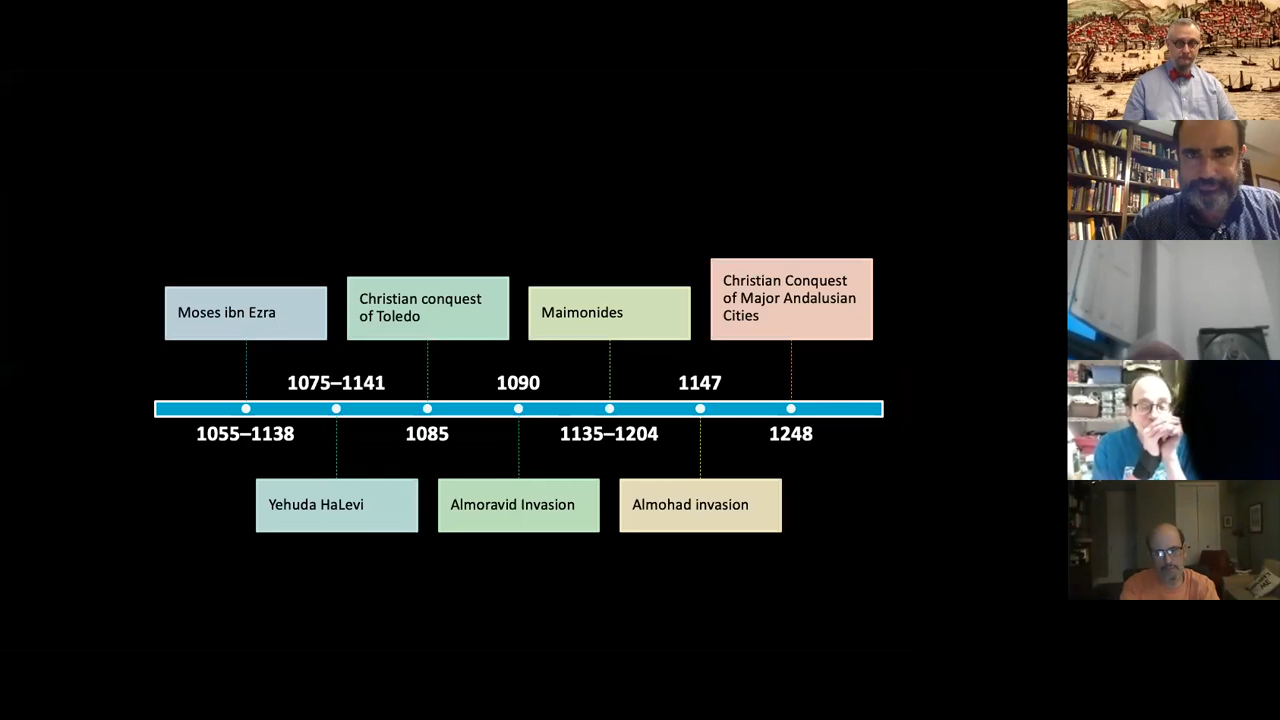 Moses ibn Ezra
Christian conquest
of Toledo
Maimonides
Christian Conquest
of Major Andalusian
Cities
1075–1141
1090
1147
1055–1138
1085
1135–1204
1248
Yehuda HaLevi
Almoravid Invasion
Almohad invasion